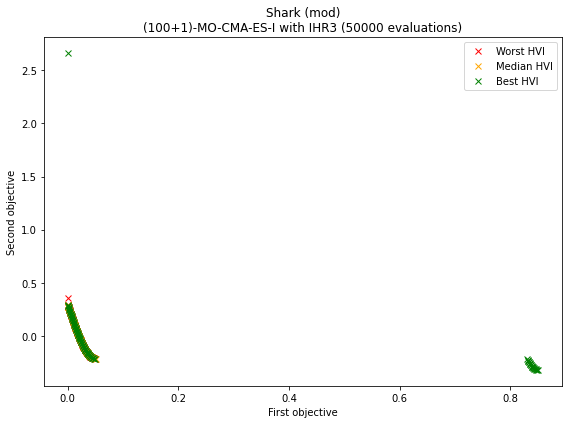 Shark (mod)
(100+1)-MO-CMA-ES-I with IHR3 (50000 evaluations)
Worst HVI
Median HVI
Best HVI
2.5
2.0
1.5
1.0
0.5
0.0
Second objective
0.0
0.2
0.4
0.6
0.8
First objective